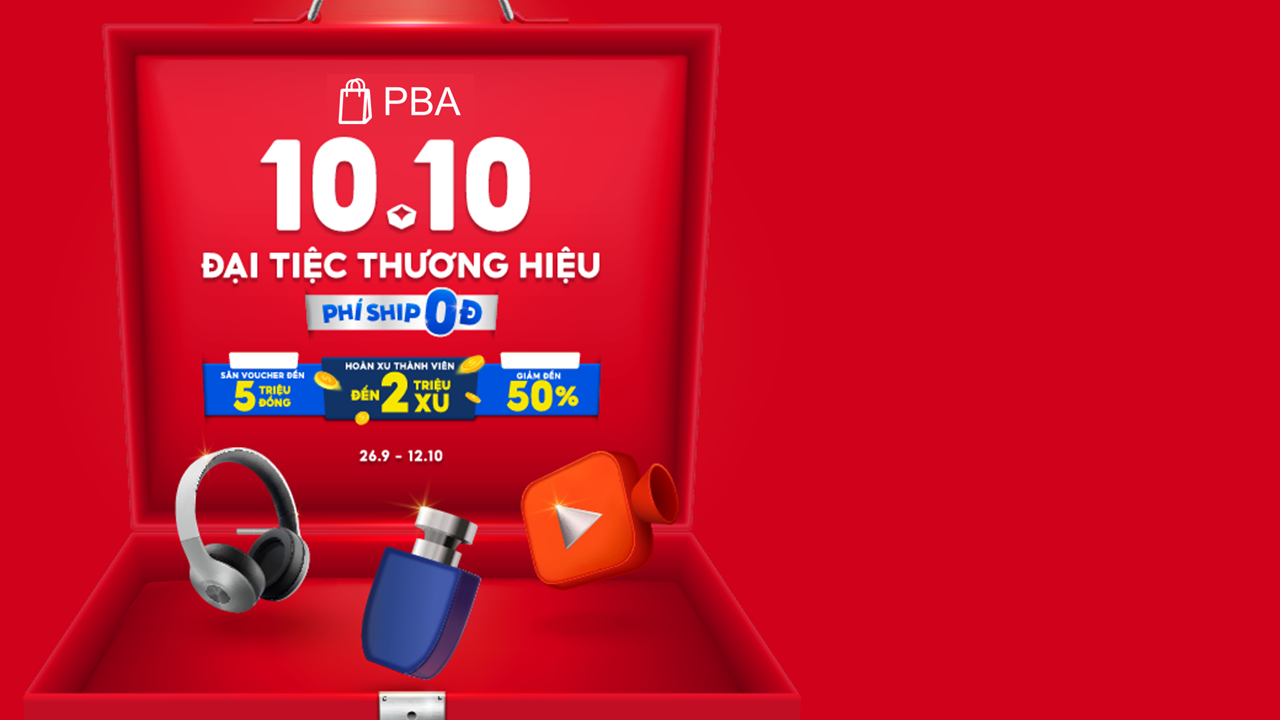 PBA
10.10
ĐẠI TIỆC THƯƠNG HIỆU
PHÍ SHIP 0Đ
SĂN VOUCHER ĐẾN
5 TRIỆU ĐỒNG
HOÀN XU THÀNH VIÊN
ĐẾN 2 TRIỆU XU
GIẢM ĐẾN
50%
26.9 - 12.10